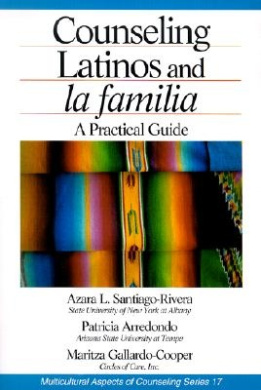 Counseling
Latinos and
la familia
A Practical Guide
Azara L. Santiago-Rivera
State University of New York at Albany
Patricia Arredondo
Arizona State University at Tempe
Maritza Gallardo-Cooper
Circles of Care, Inc.
Multicultural Aspects of Counseling Series 17